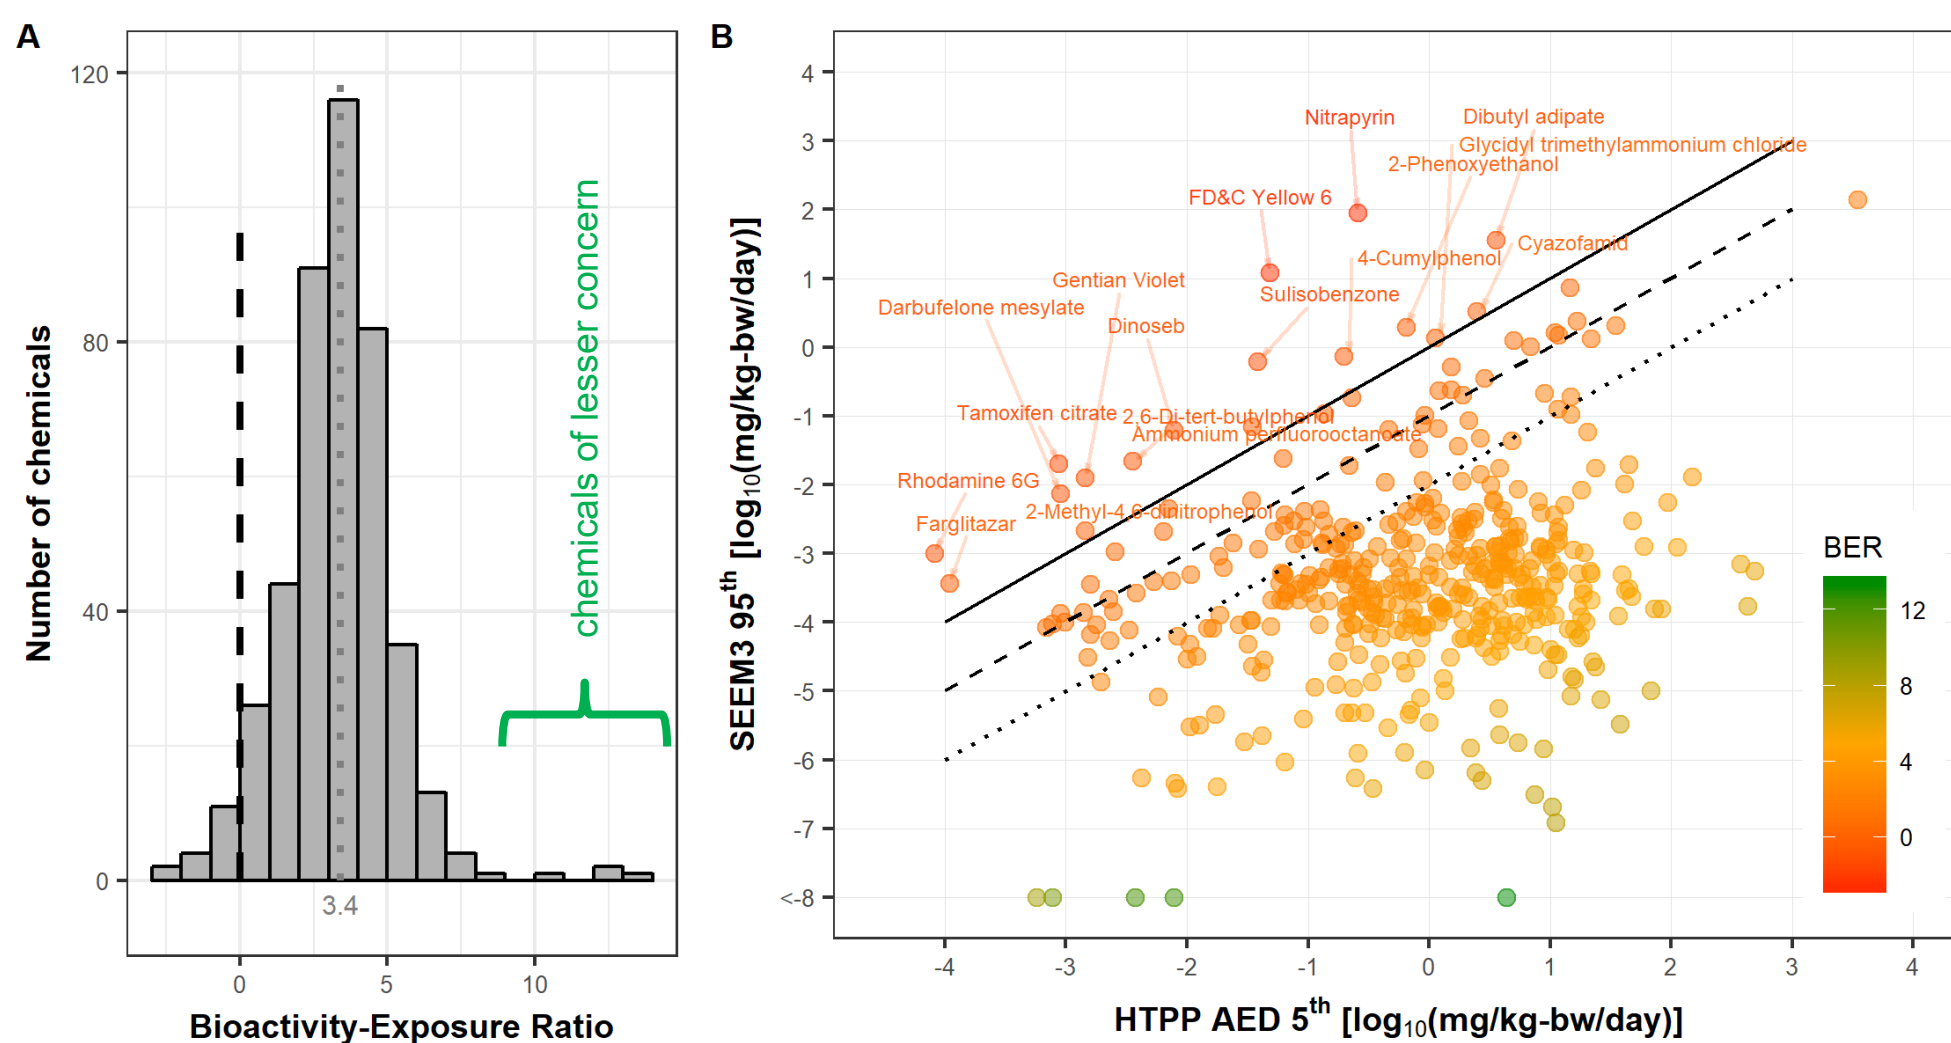 A
120
80
40
0
Number of chemicals
chemicals of lesser concern
3.4
0
5
10
Bioactivity-Exposure Ratio
B
4
3
2
1
0
-1
-2
-3
-4
-5
-6
-7
<-8
SEEM3 95th [log10(mg/kg-bw/day)]
Nitrapyrin
Dibutyl adipate
Glycidyl trimethylammonium chloride
2-Phenoxyethanol
FD&C Yellow 6
Cyazofamid
4-Cumylphenol
Gentian Violet
Sulisobenzone
Darbufelone mesylate
Dinoseb
Tamoxifen citrate
2,6-Di-tert-butylphenol
Ammonium perfluorooctanoate
Rhodamine 6G
2-Methyl-4,6-dinitrophenol
Farglitazar
BER
12
8
4
0
-4
-3
-2
-1
0
1
2
3
4
HTPP AED 5th [log10(mg/kg-bw/day)]